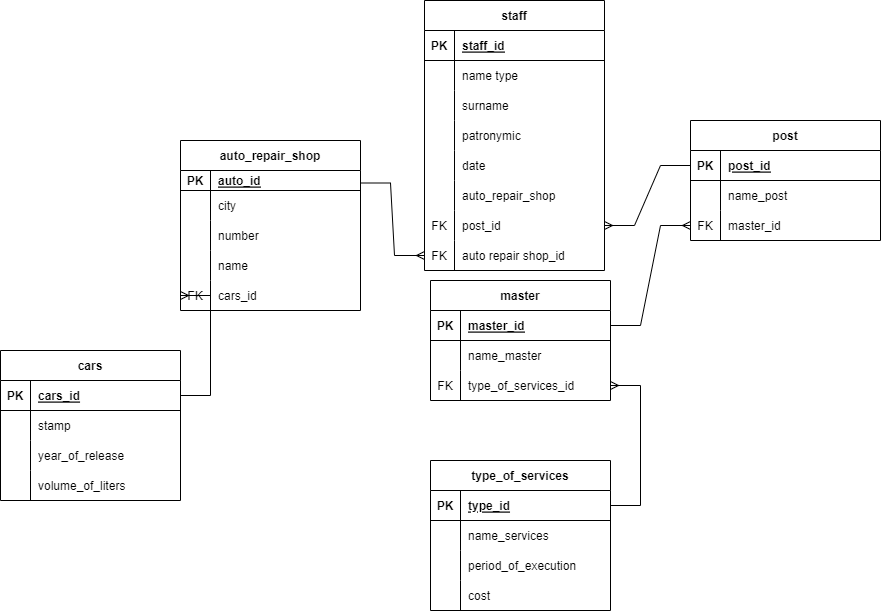 staff
PK staff_id
name type
surname
patronymic
date
auto_repair_shop
FK post_id
FK auto repair shop_id
post
PK post_id
name_post
FK master_id
auto_repair_shop
PK auto_id
city
number
name
FK cars_id
master
PK master_id
name_master
FK type_of_services_id
cars
PK cars_id
stamp
year_of_release
volume_of_liters
type_of_services
PK type_id
name_services
period_of_execution
cost